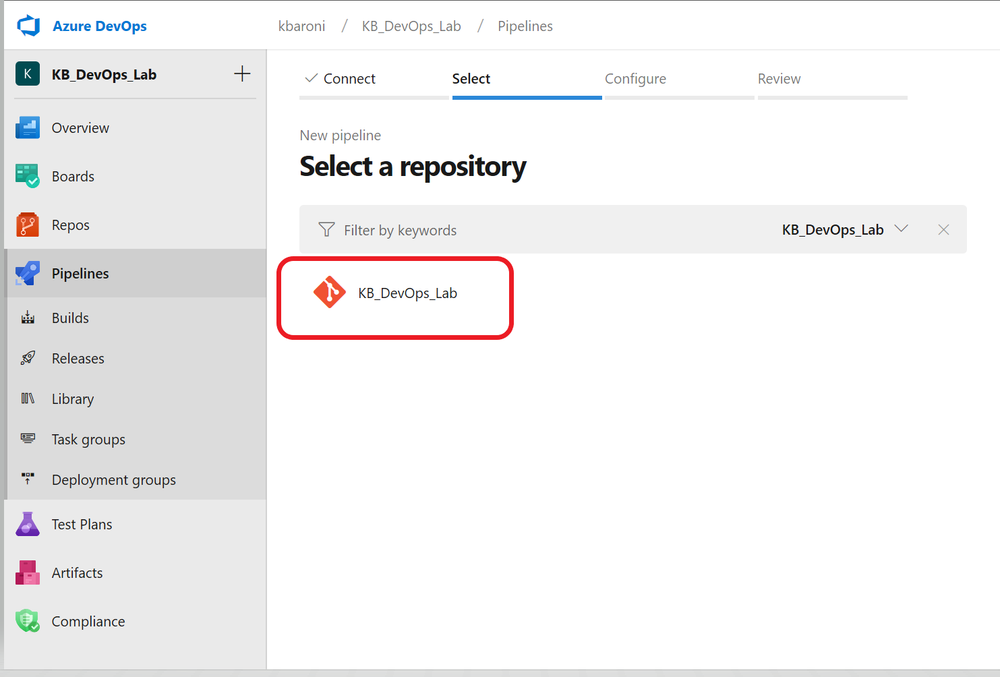 Azure DevOps
kbaroni / KB_DevOps_Lab / Pipelines
K KB_DevOps_Lab
Overview
Boards
Repos
Pipelines
Builds
Releases
Library
Task groups
Deployment groups
Test Plans
Artifacts
Compliance
Connect Select Configure Review
New pipeline
Select a repository
Filter by keywords KB_DevOps_Lab
KB_DevOps_Lab